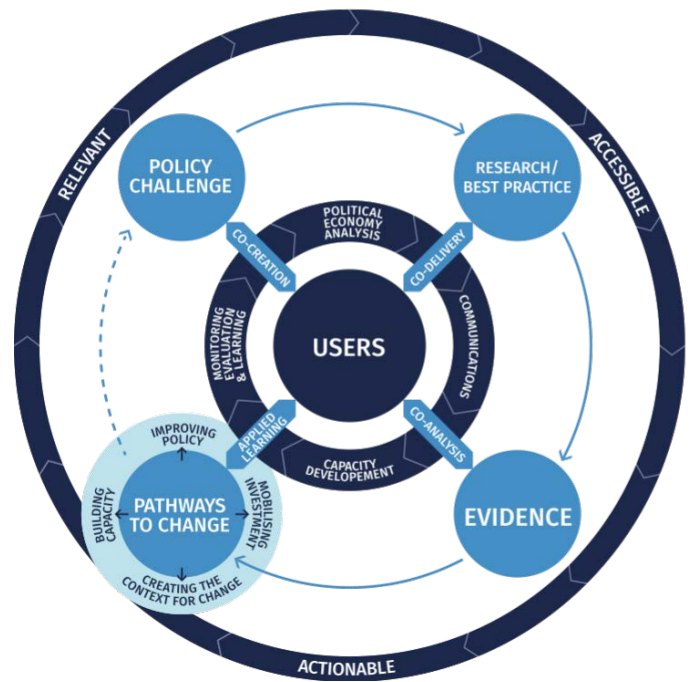 RELEVANT
ACCESSIBLE
ACTIONABLE
POLICY
CHALLENGE
RESEARCH/
BEST PRACTICE
CO-CREATION
CO-DELIVERY
POLITICAL
ECONOMY
ANALYSIS
COMMUNICATIONS
CAPACITY
DEVELOPEMENT
MONITORING
EVALUATION
& LEARNING
USERS
APPLIED
LEARNING
CO-ANALYSIS
EVIDENCE
PATHWAYS
TO CHANGE
IMPROVING
POLICY
MOBILISING
INVESTMENT
CREATING THE
CONTEXT FOR CHANGE
BUILDING
CAPACITY